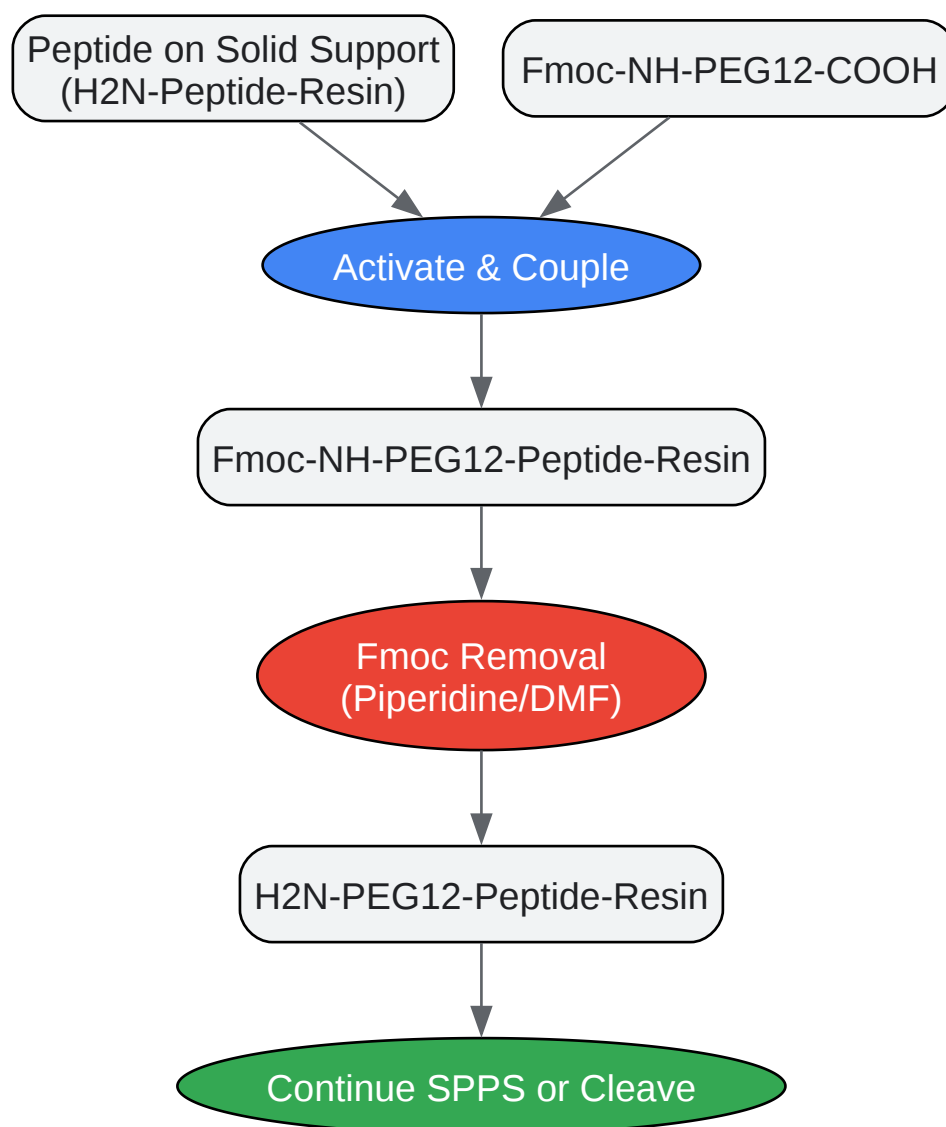 Peptide on Solid Support
(H2N-Peptide-Resin)
Fmoc-NH-PEG12-COOH
Activate & Couple
Fmoc-NH-PEG12-Peptide-Resin
Fmoc Removal
(Piperidine/DMF)
H2N-PEG12-Peptide-Resin
Continue SPPS or Cleave